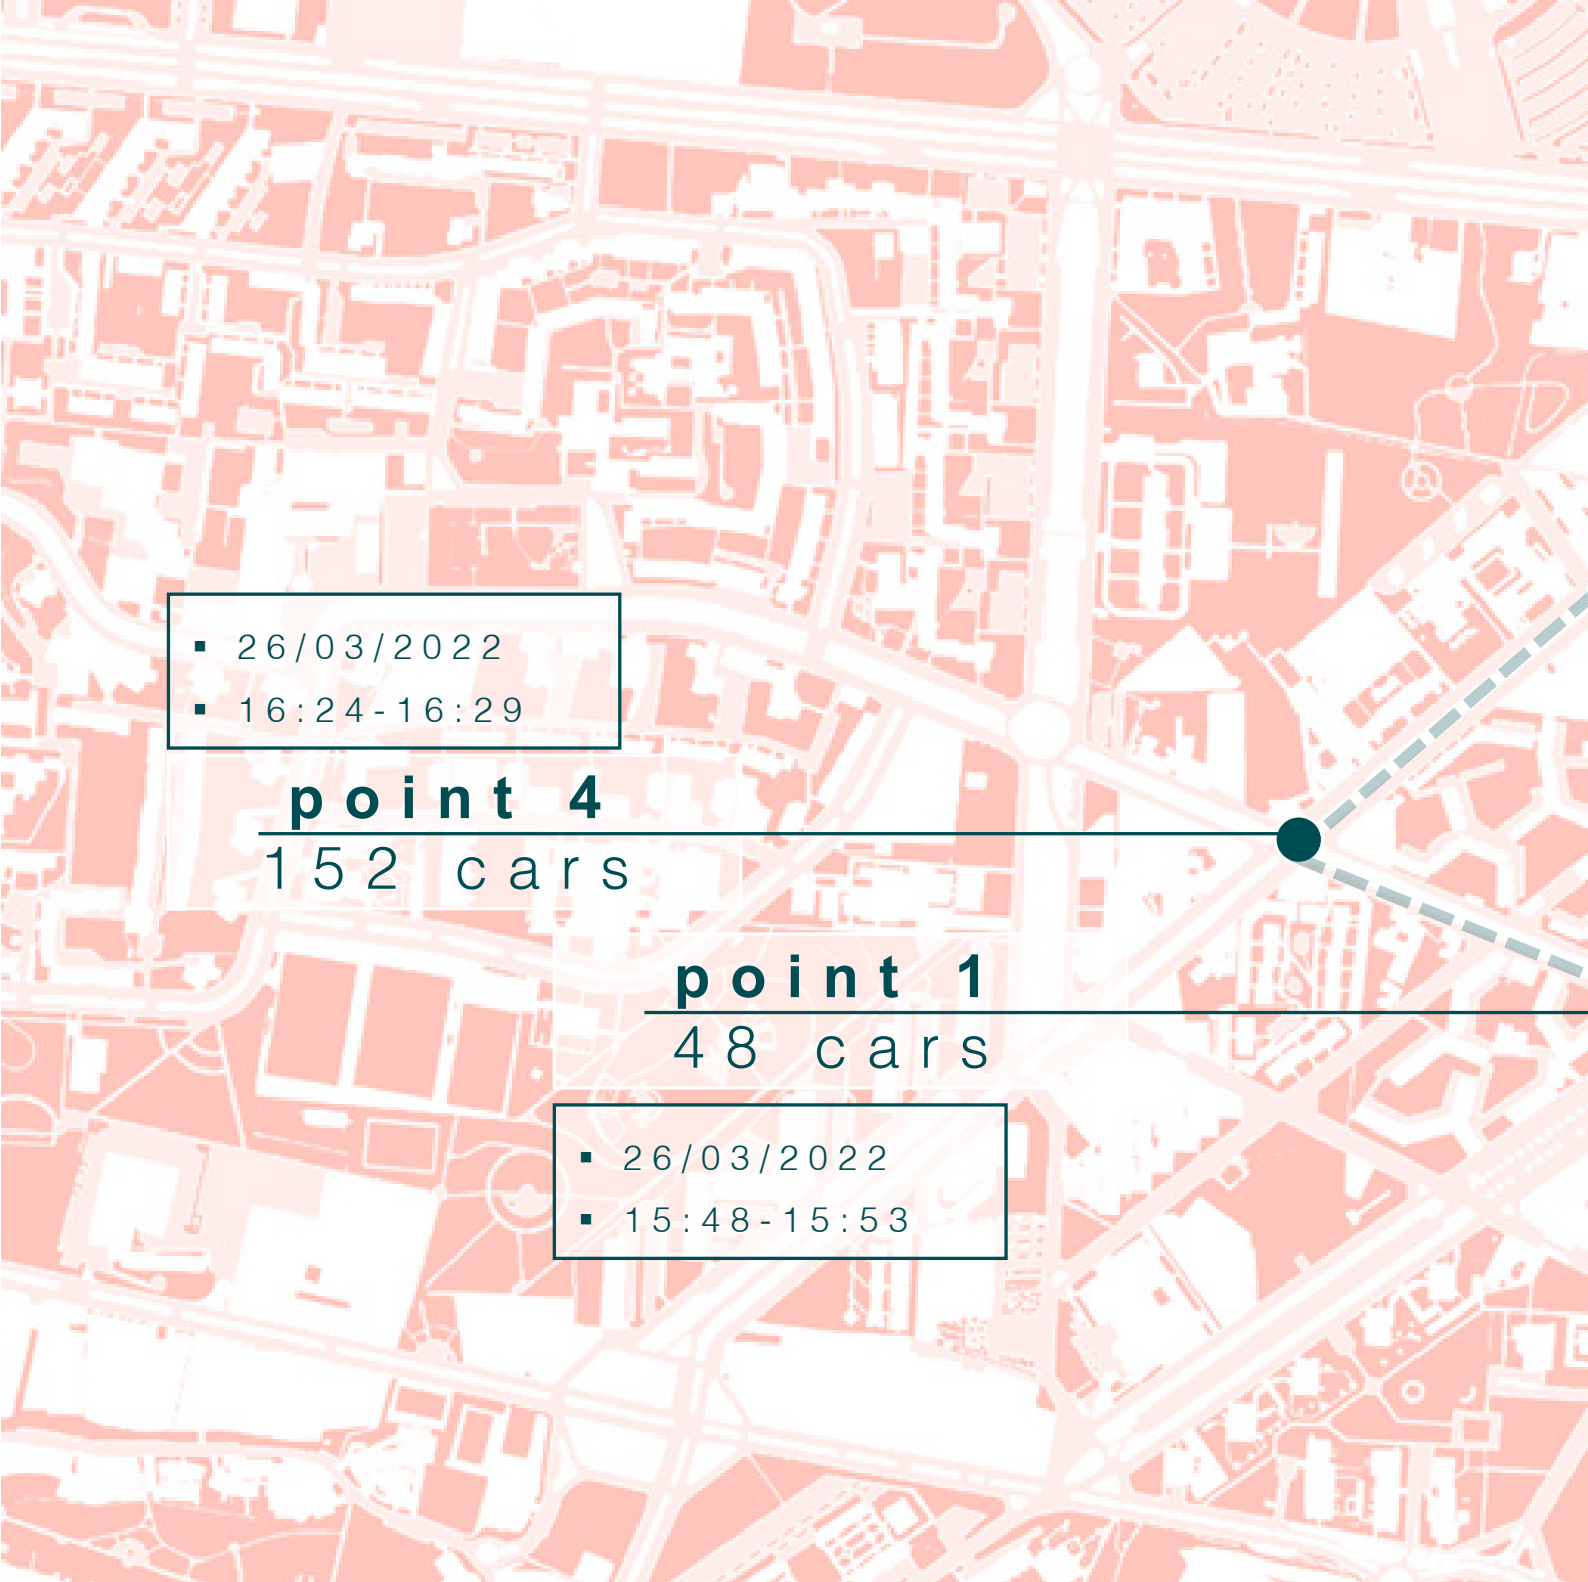 ▪ 26/03/2022
▪ 16:24-16:29
point 4
152 cars
point 1
48 cars
▪ 26/03/2022
▪ 15:48-15:53